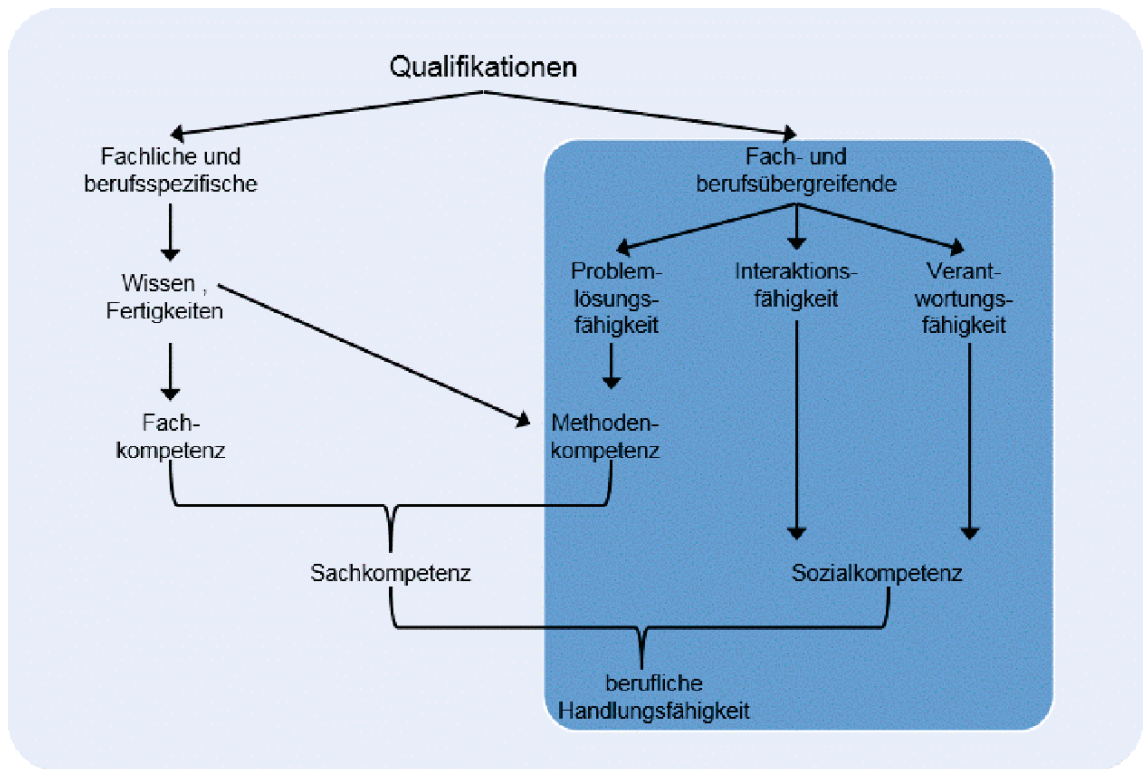 Qualifikationen
Fachliche und
berufsspezifische
Fach- und
berufsübergreifende
Wissen ,
Fertigkeiten
Problem-
lösungs-
fähigkeit
Interaktions-
fähigkeit
Verant-
wortungs-
fähigkeit
Fach-
kompetenz
Methoden-
kompetenz
Sachkompetenz
Sozialkompetenz
berufliche
Handlungsfähigkeit